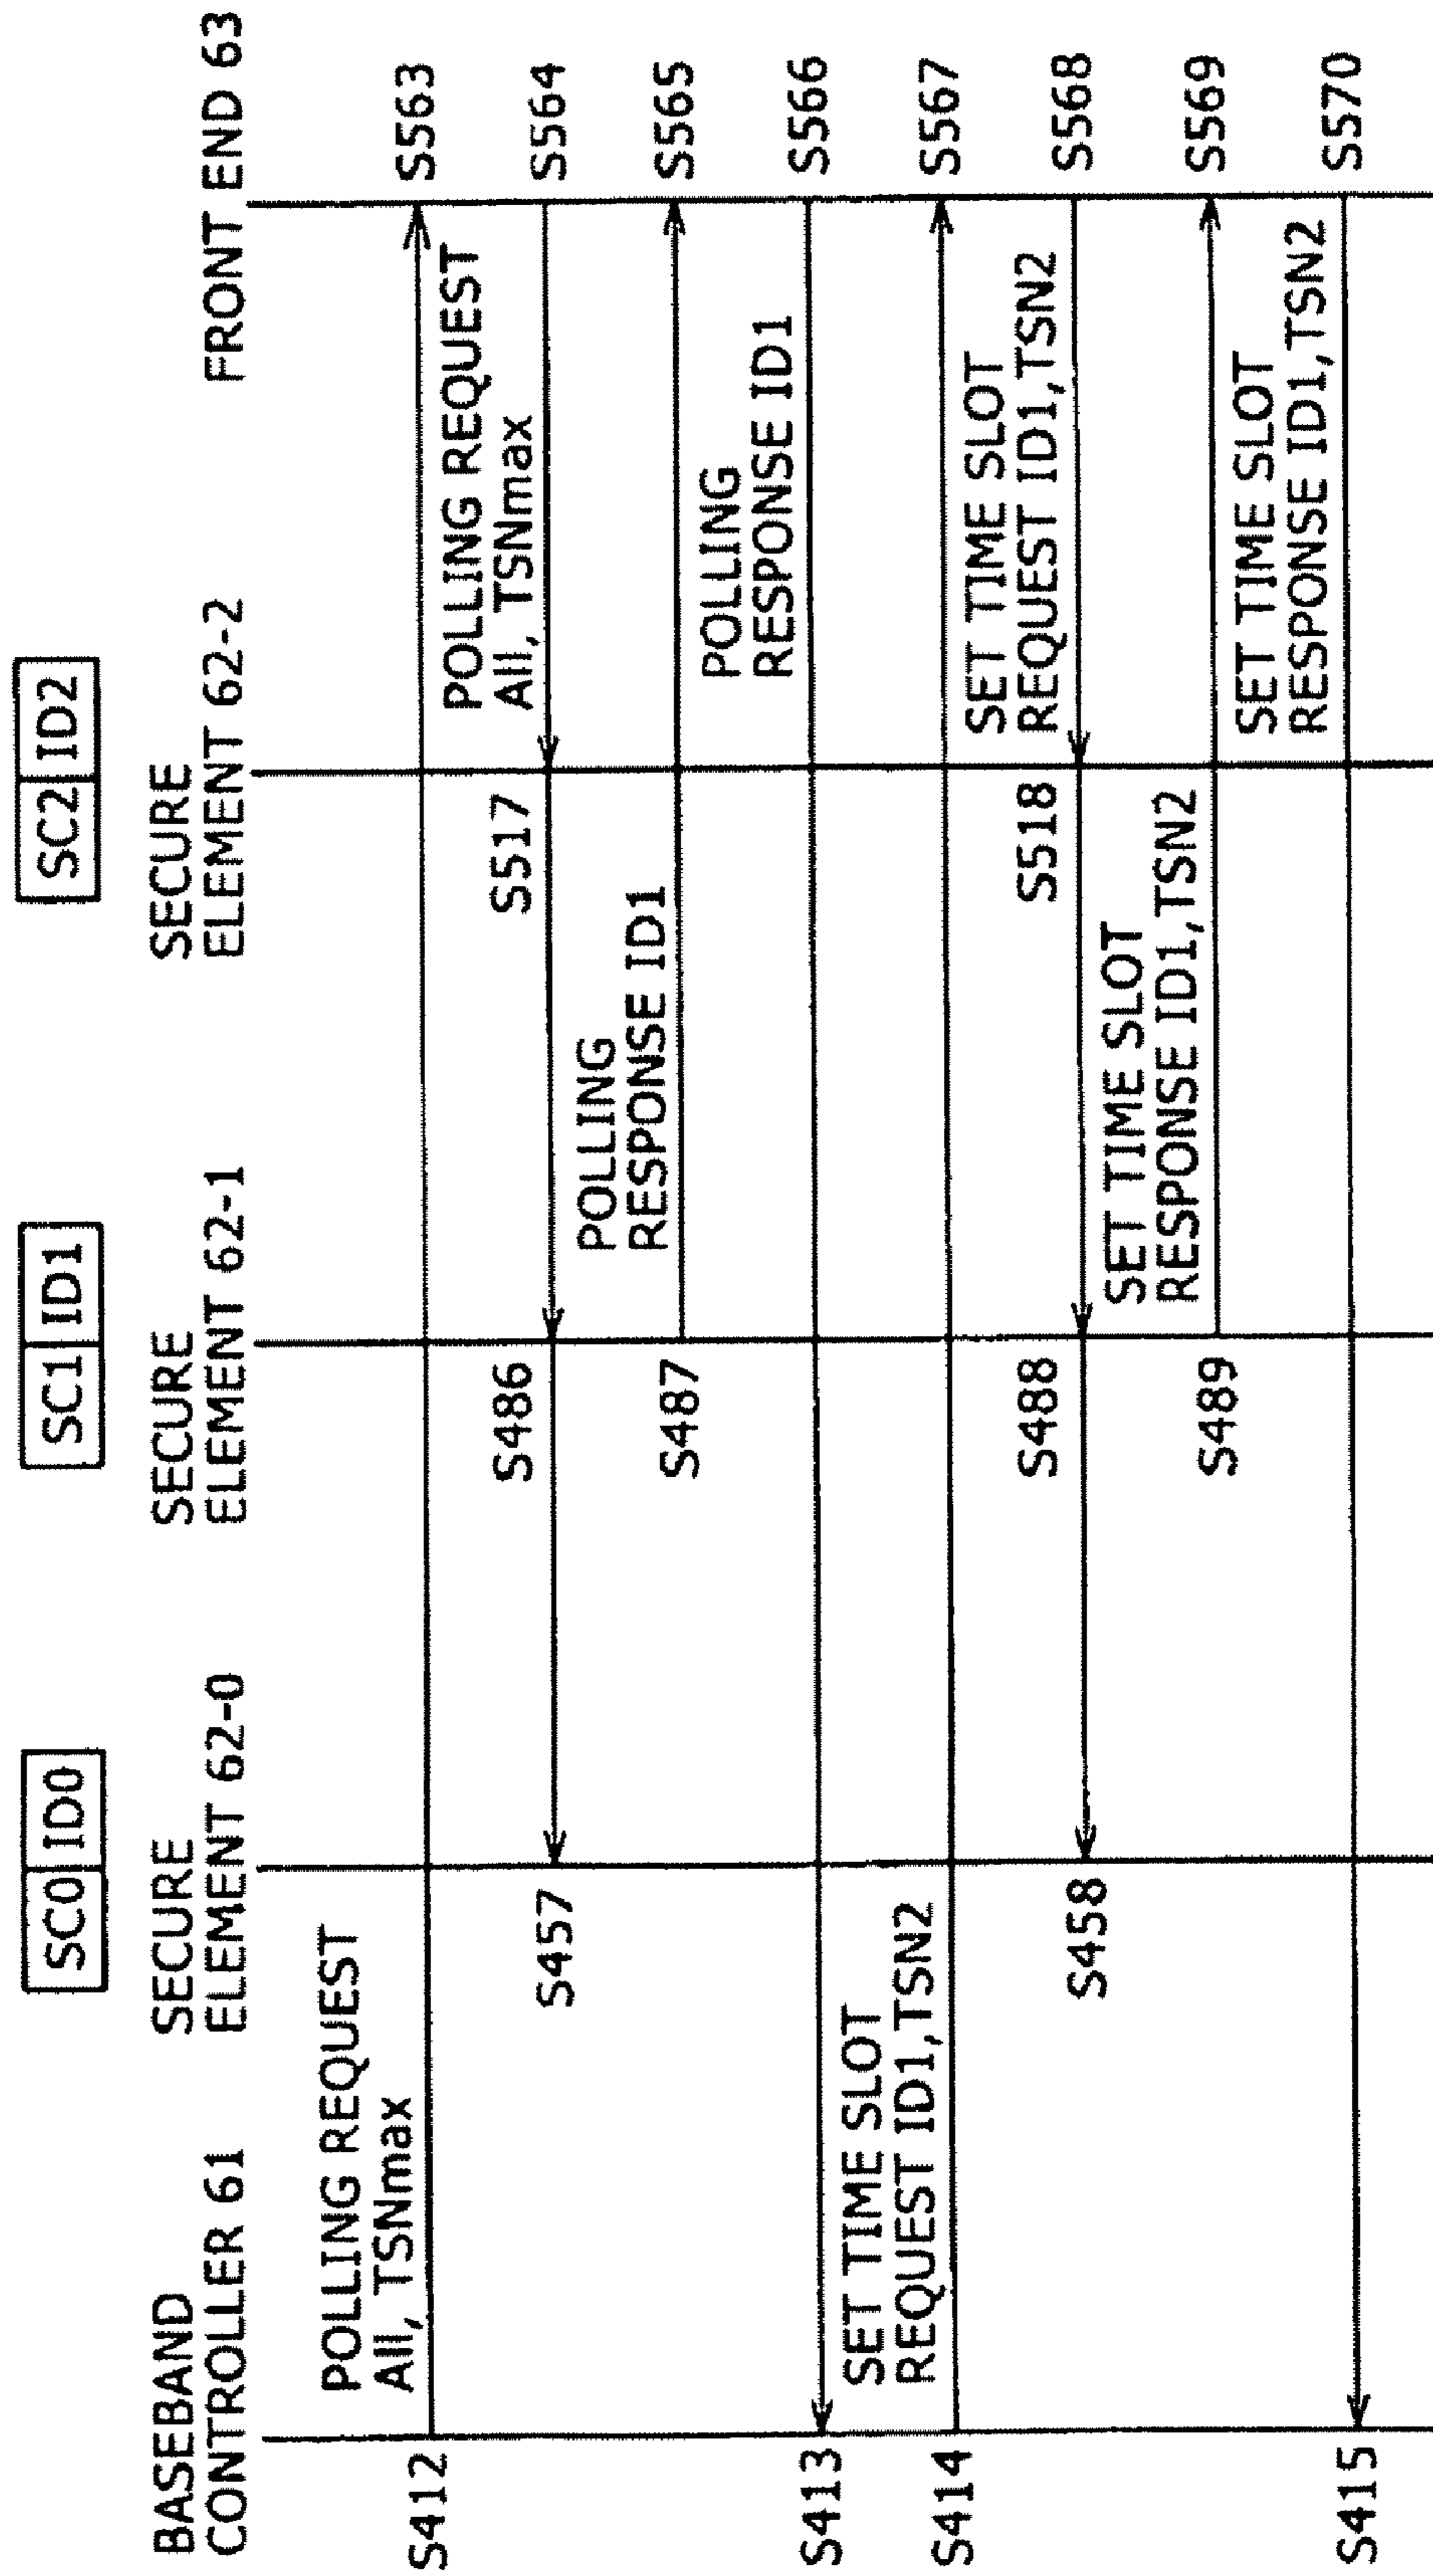 SC0 ID0
SC1 ID1
SC2 ID2
BASEBAND
CONTROLLER 61
SECURE
ELEMENT 62-0
SECURE
ELEMENT 62-1
SECURE
ELEMENT 62-2
FRONT END 63
S412
POLLING REQUEST
All, TSNmax
S563
POLLING REQUEST
All, TSNmax
S564
S517
S486
S457
POLLING
RESPONSE ID1
S487
S565
POLLING
RESPONSE ID1
S566
S413
SET TIME SLOT
REQUEST ID1,TSN2
S414
S567
SET TIME SLOT
REQUEST ID1,TSN2
S568
S518
S488
S458
SET TIME SLOT
RESPONSE ID1,TSN2
S489
S569
SET TIME SLOT
RESPONSE ID1,TSN2
S570
S415